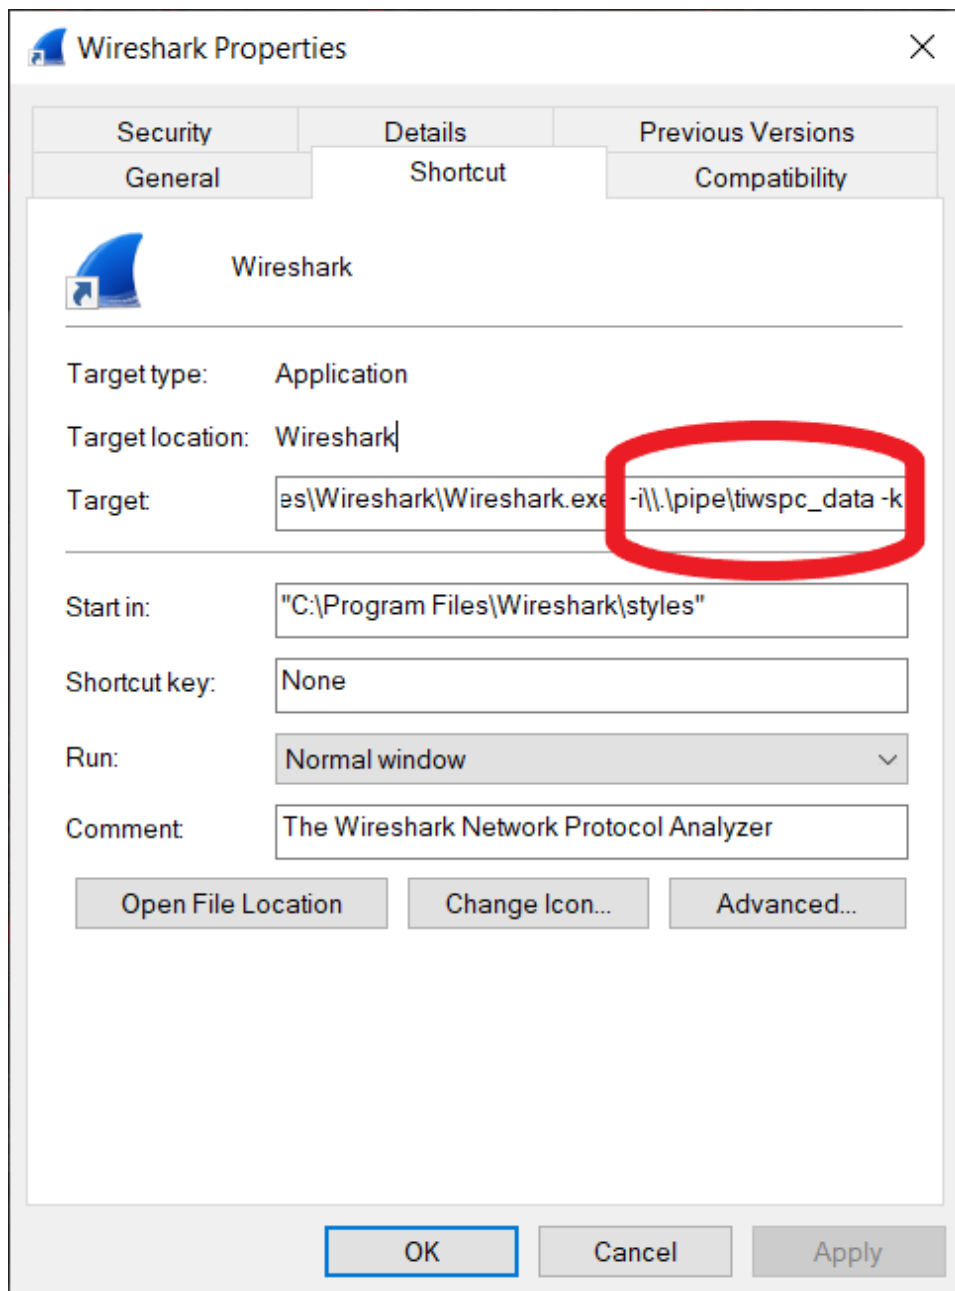 Wireshark Properties
Security Details Previous Versions
General Shortcut Compatibility
Wireshark
Target type: Application
Target location: Wireshark
Target: es\Wireshark\Wireshark.exe -i\\.\pipe\tiwspc_data -k
Start in: "C:\Program Files\Wireshark\styles"
Shortcut key: None
Run: Normal window
Comment: The Wireshark Network Protocol Analyzer
Open File Location Change Icon... Advanced...
OK Cancel Apply